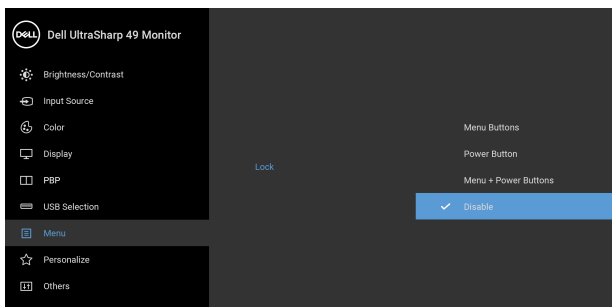 DELL Dell UltraSharp 49 Monitor
Brightness/Contrast
Input Source
Color
Display
PBP
USB Selection
Menu
Personalize
Others
Lock
Menu Buttons
Power Button
Menu + Power Buttons
Disable